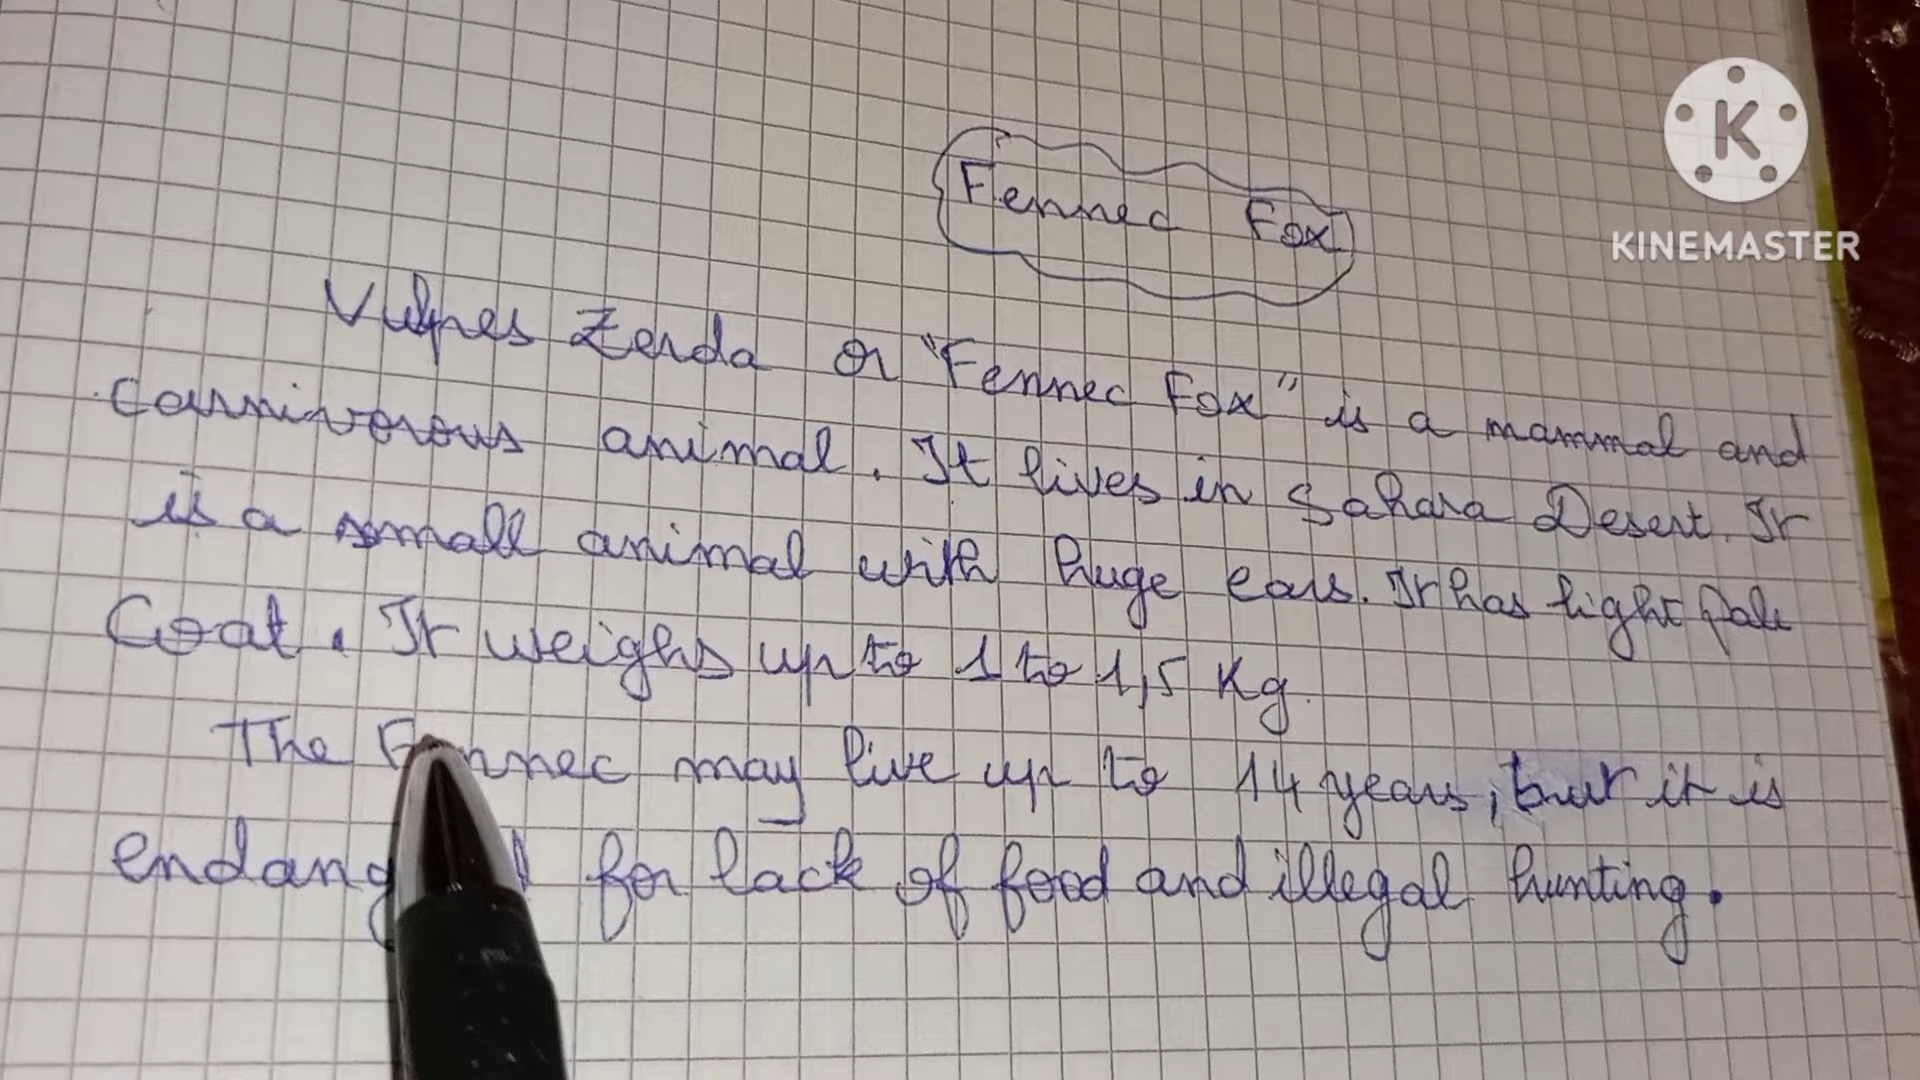 Fennec Fox
KINEMASTER
Vulpes Zerda or "Fennec Fox" is a mammal and
carnivorous animal. It lives in Sahara Desert. It
is a small animal with huge ears. It has light pale
Coat. It weighs up to 1 to 1,5 Kg.
The Fennec may live up to 14 years, but it is
for lack of food and illegal hunting.